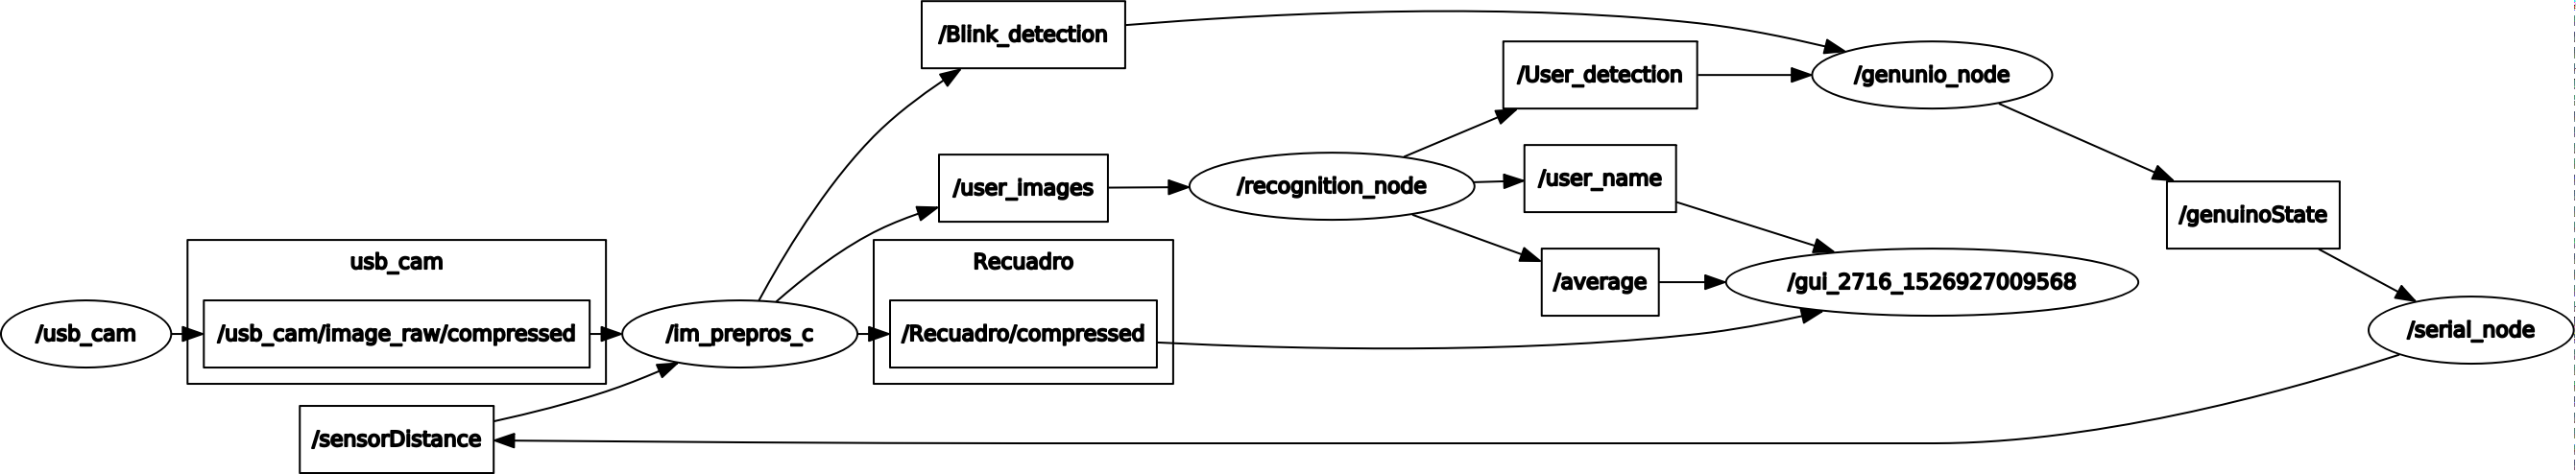 /Blink_detection
/User_detection
/genunio_node
/user_images
/recognition_node
/user_name
/genuinoState
usb_cam
Recuadro
/average
/gui_2716_1526927009568
/usb_cam
/usb_cam/image_raw/compressed
/im_prepros_c
/Recuadro/compressed
/serial_node
/sensorDistance